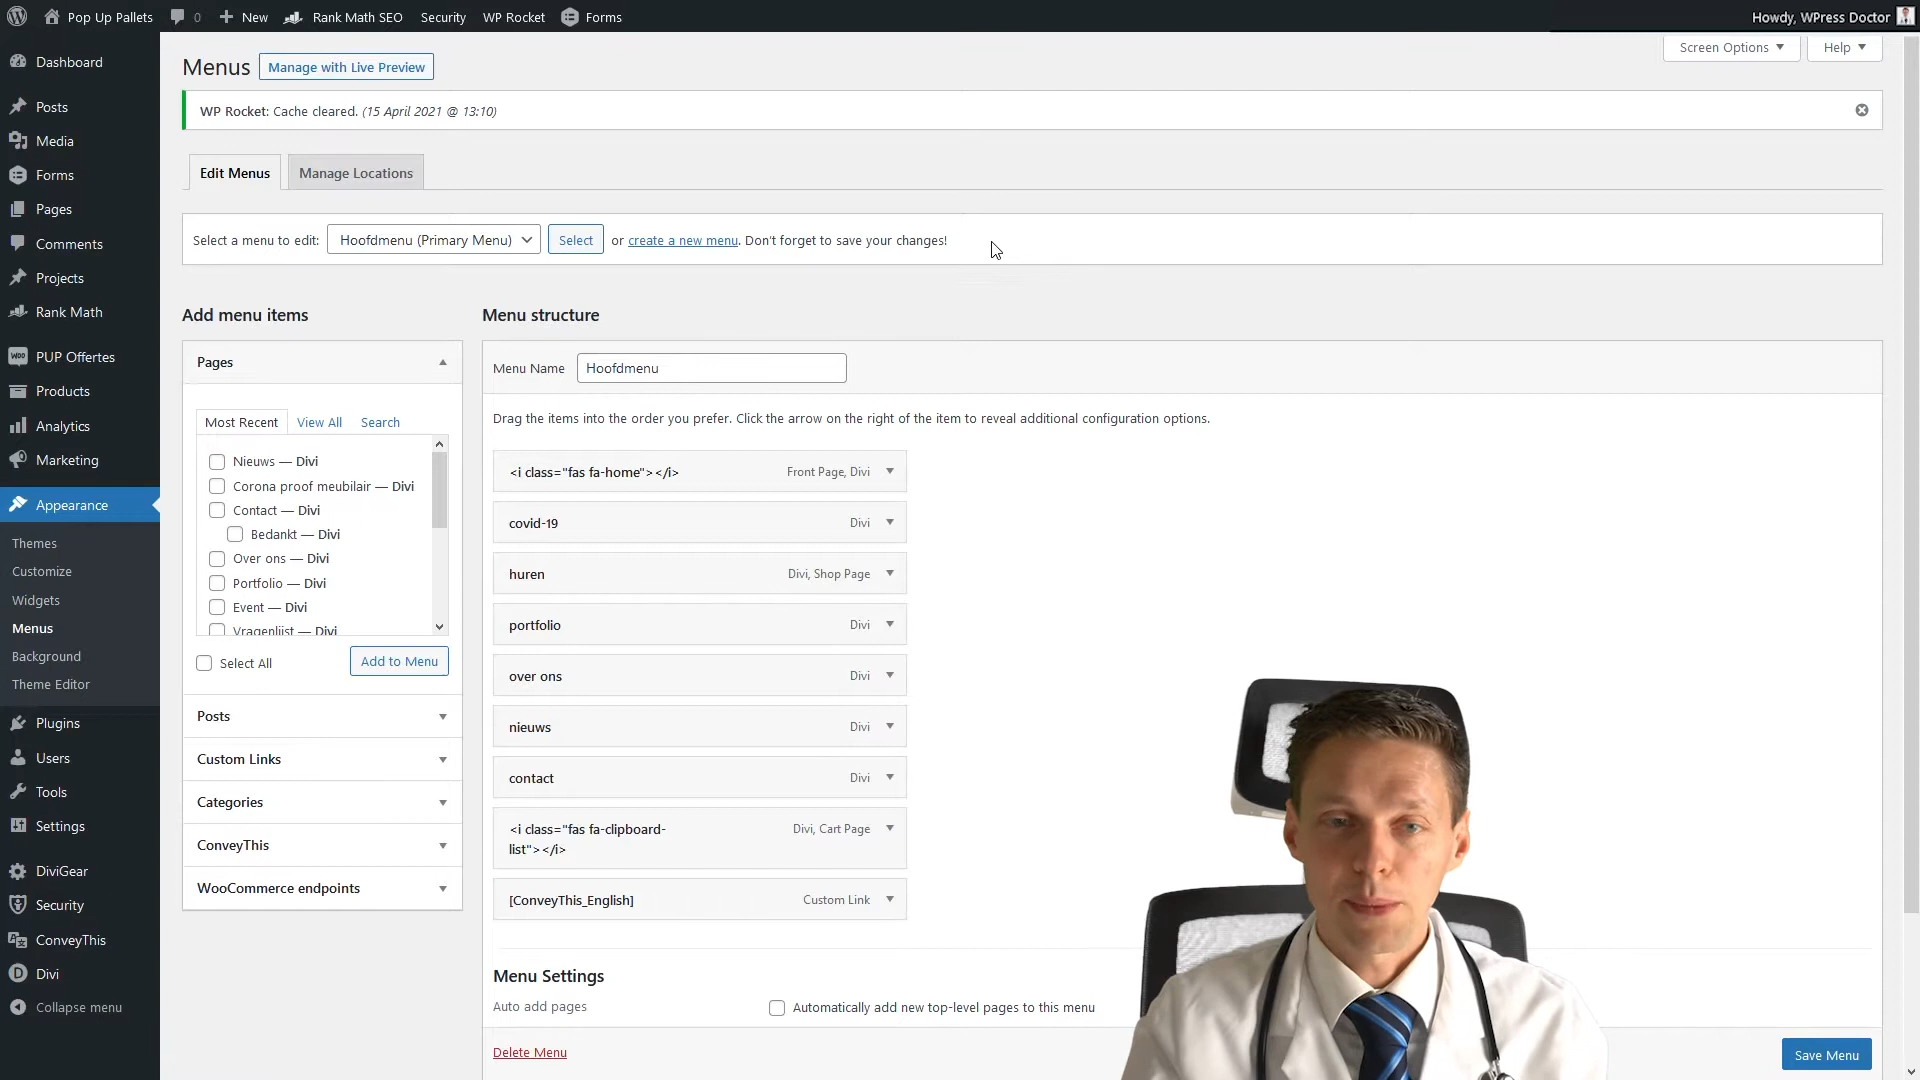 Pop Up Pallets 0 New Rank Math SEO Security WP Rocket Forms Howdy, WPress Doctor
Screen Options Help
Menus Manage with Live Preview
WP Rocket: Cache cleared. (15 April 2021 @ 13:10)
Edit Menus Manage Locations
Select a menu to edit: Hoofdmenu (Primary Menu) Select or create a new menu. Don't forget to save your changes!
Dashboard
Posts
Media
Forms
Pages
Comments
Projects
Rank Math
PUP Offertes
Products
Analytics
Marketing
Appearance
Themes
Customize
Widgets
Menus
Background
Theme Editor
Plugins
Users
Tools
Settings
DiviGear
Security
ConveyThis
Divi
Collapse menu
Add menu items
Pages
Most Recent View All Search
Nieuws — Divi
Corona proof meubilair — Divi
Contact — Divi
Bedankt — Divi
Over ons — Divi
Portfolio — Divi
Event — Divi
Vragenlijst — Divi
Select All Add to Menu
Posts
Custom Links
Categories
ConveyThis
WooCommerce endpoints
Menu structure
Menu Name Hoofdmenu
Drag the items into the order you prefer. Click the arrow on the right of the item to reveal additional configuration options.
<i class="fas fa-home"></i> Front Page, Divi
covid-19 Divi
huren Divi, Shop Page
portfolio Divi
over ons Divi
nieuws Divi
contact Divi
<i class="fas fa-clipboard- Divi, Cart Page
list"></i>
[ConveyThis_English] Custom Link
Menu Settings
Auto add pages Automatically add new top-level pages to this menu
Delete Menu Save Menu